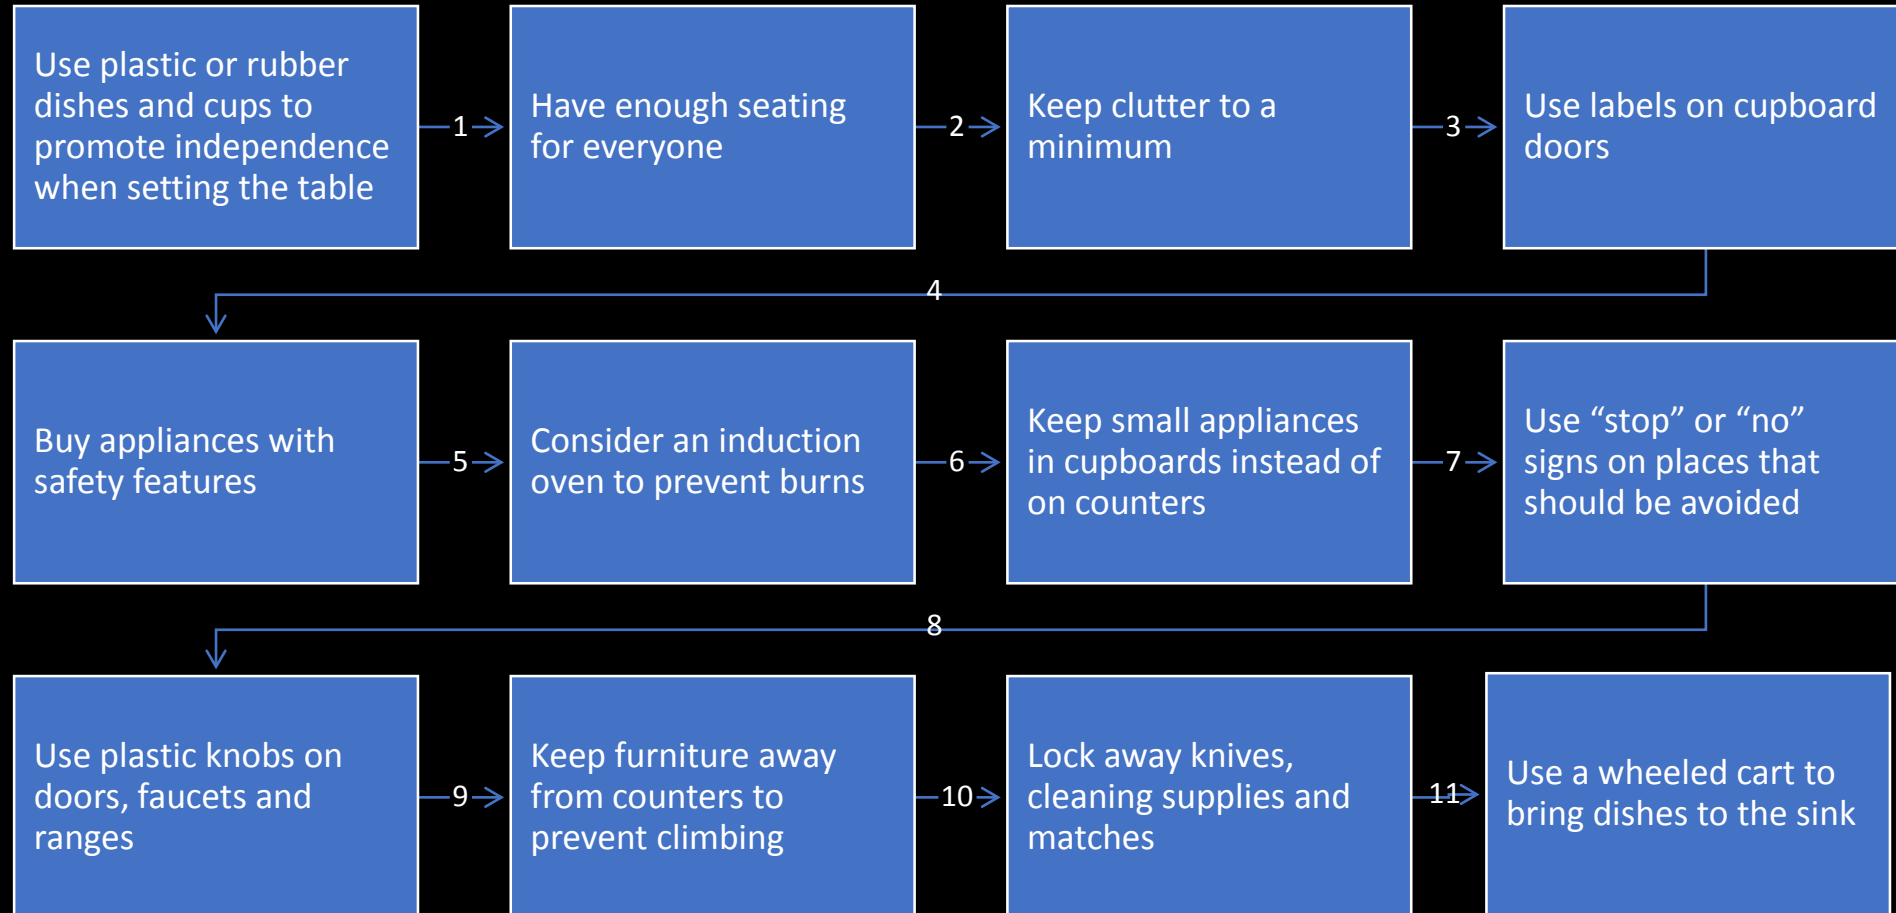 Use plastic or rubber
dishes and cups to
promote independence
when setting the table
1
Have enough seating
for everyone
2
Keep clutter to a
minimum
3
Use labels on cupboard
doors
4
Buy appliances with
safety features
5
Consider an induction
oven to prevent burns
6
Keep small appliances
in cupboards instead of
on counters
7
Use “stop” or “no”
signs on places that
should be avoided
8
Use plastic knobs on
doors, faucets and
ranges
9
Keep furniture away
from counters to
prevent climbing
10
Lock away knives,
cleaning supplies and
matches
11
Use a wheeled cart to
bring dishes to the sink